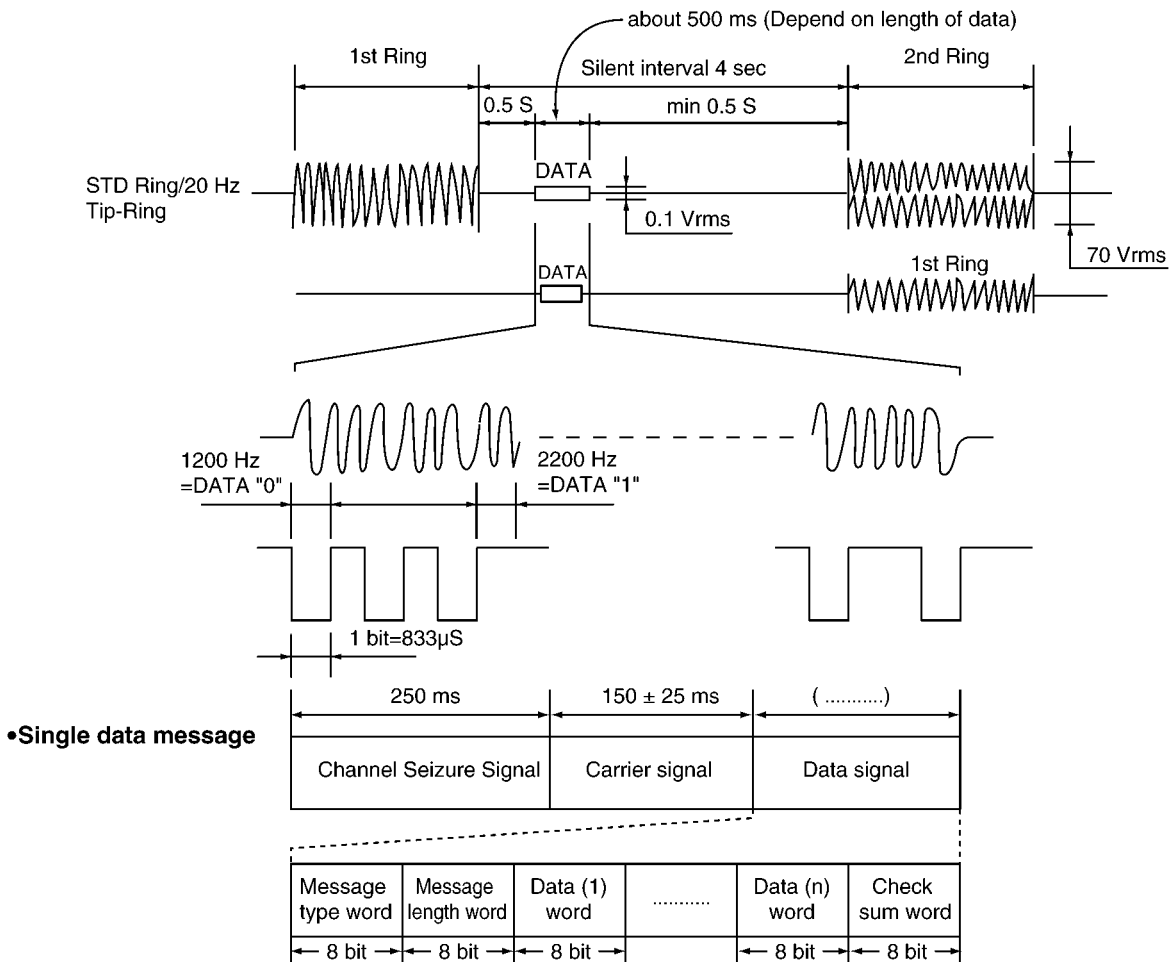 about 500 ms (Depend on length of data)
1st Ring
Silent interval 4 sec
2nd Ring
0.5 S
min 0.5 S
DATA
STD Ring/20 Hz
Tip-Ring
0.1 Vrms
70 Vrms
DATA
1st Ring
1200 Hz
=DATA "0"
2200 Hz
=DATA "1"
1 bit=833µS
250 ms
150 ± 25 ms
( ...........)
•Single data message
Channel Seizure Signal
Carrier signal
Data signal
Message
type word
Message
length word
Data (1)
word
...........
Data (n)
word
Check
sum word
8 bit
8 bit
8 bit
8 bit
8 bit